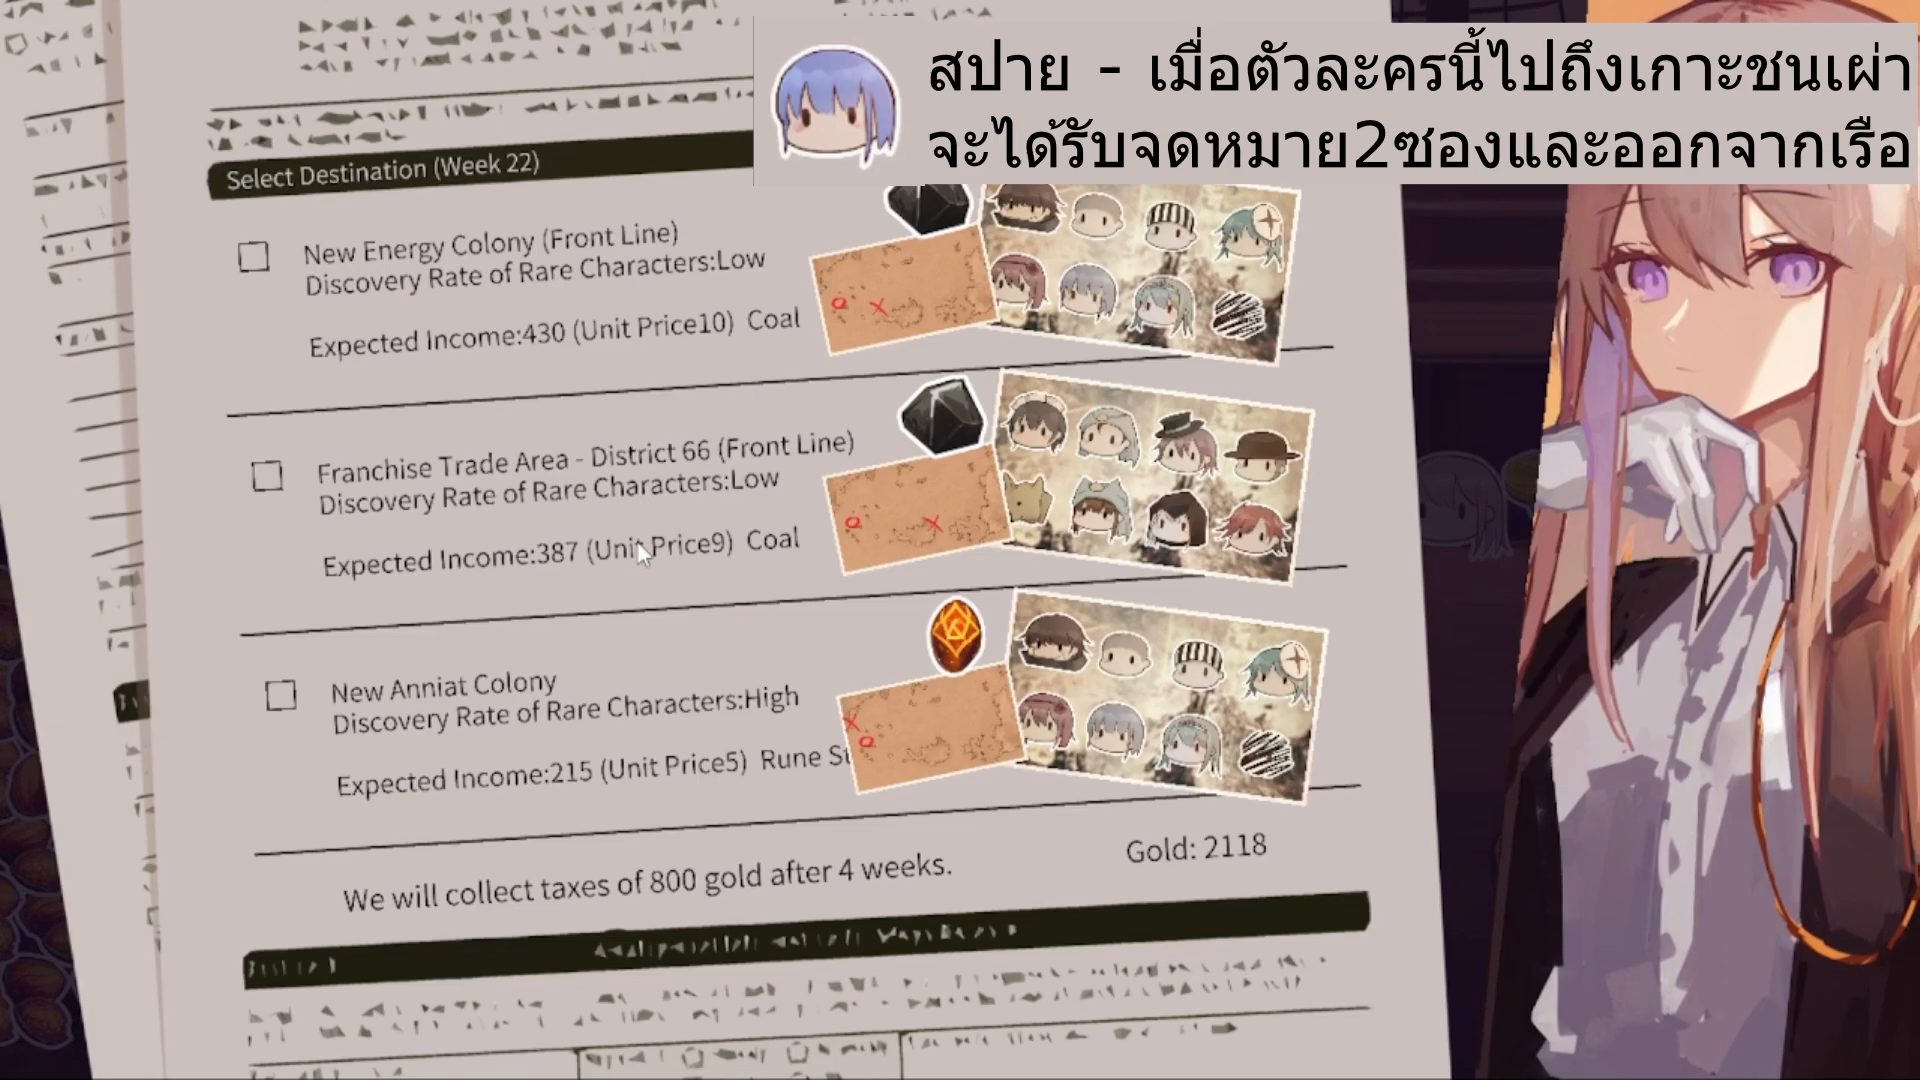 สปาย - เมื่อตัวละครนี้ไปถึงเกาะชนเผ่า
จะได้รับจดหมาย2ซองและออกจากเรือ
Select Destination (Week 22)
New Energy Colony (Front Line)
Discovery Rate of Rare Characters:Low
Expected Income:430 (Unit Price10) Coal
Franchise Trade Area - District 66 (Front Line)
Discovery Rate of Rare Characters:Low
Expected Income:387 (Unit Price9) Coal
New Anniat Colony
Discovery Rate of Rare Characters:High
Expected Income:215 (Unit Price5) Rune
Gold: 2118
We will collect taxes of 800 gold after 4 weeks.